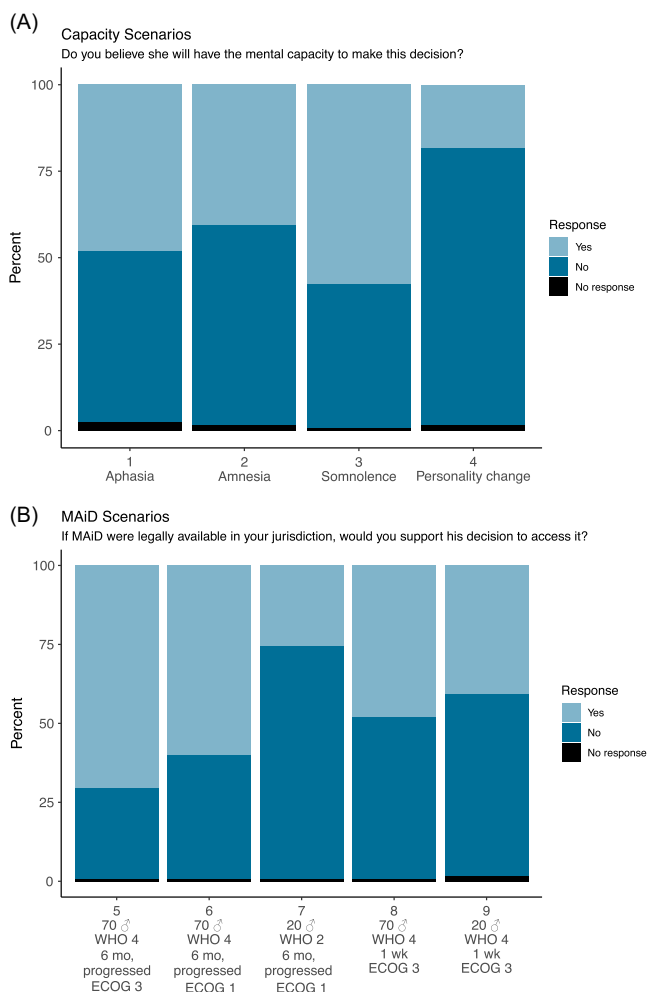 (A)
Capacity Scenarios
Do you believe she will have the mental capacity to make this decision?
100
75
50
25
0
Percent
1
Aphasia
2
Amnesia
3
Somnolence
4
Personality change
Response
Yes
No
No response
(B)
MAiD Scenarios
If MAiD were legally available in your jurisdiction, would you support his decision to access it?
100
75
50
25
0
Percent
5
70 ♂
WHO 4
6 mo,
progressed
ECOG 3
6
70 ♂
WHO 4
6 mo,
progressed
ECOG 1
7
20 ♂
WHO 2
6 mo,
progressed
ECOG 1
8
70 ♂
WHO 4
1 wk
ECOG 3
9
20 ♂
WHO 4
1 wk
ECOG 3
Response
Yes
No
No response